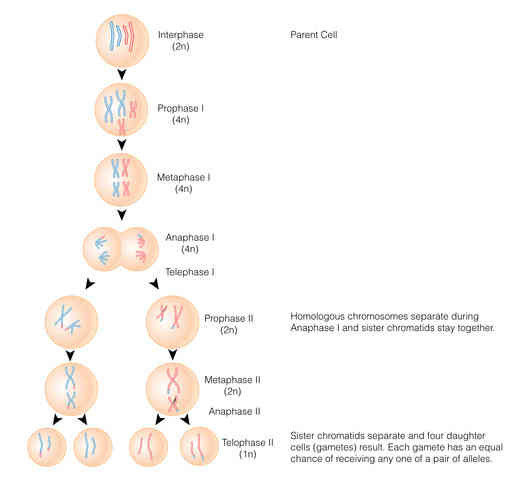 Interphase
(2n)
Parent Cell
Prophase I
(4n)
Metaphase I
(4n)
Anaphase I
(4n)
Telephase I
Prophase II
(2n)
Homologous chromosomes separate during
Anaphase I and sister chromatids stay together.
Metaphase II
(2n)
Anaphase II
Telophase II
(1n)
Sister chromatids separate and four daughter
cells (gametes) result. Each gamete has an equal
chance of receiving any one of a pair of alleles.